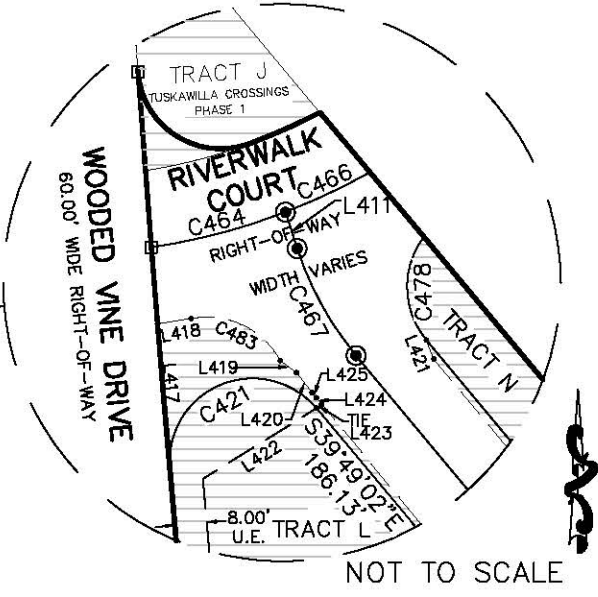 TRACT J
TUSKAWILLA CROSSINGS
PHASE 1
RIVERWALK
COURT
C466
C464
L411
RIGHT-OF-WAY
WIDTH VARIES
C467
WOODED VINE DRIVE
60.00' WIDE RIGHT-OF-WAY
C478
TRACT N
L421
L418
C483
L419
L417
C421
L425
L424
L420
TIE
L423
L422
S39°49'02"E
186.13'
8.00'
U.E.
TRACT L
NOT TO SCALE